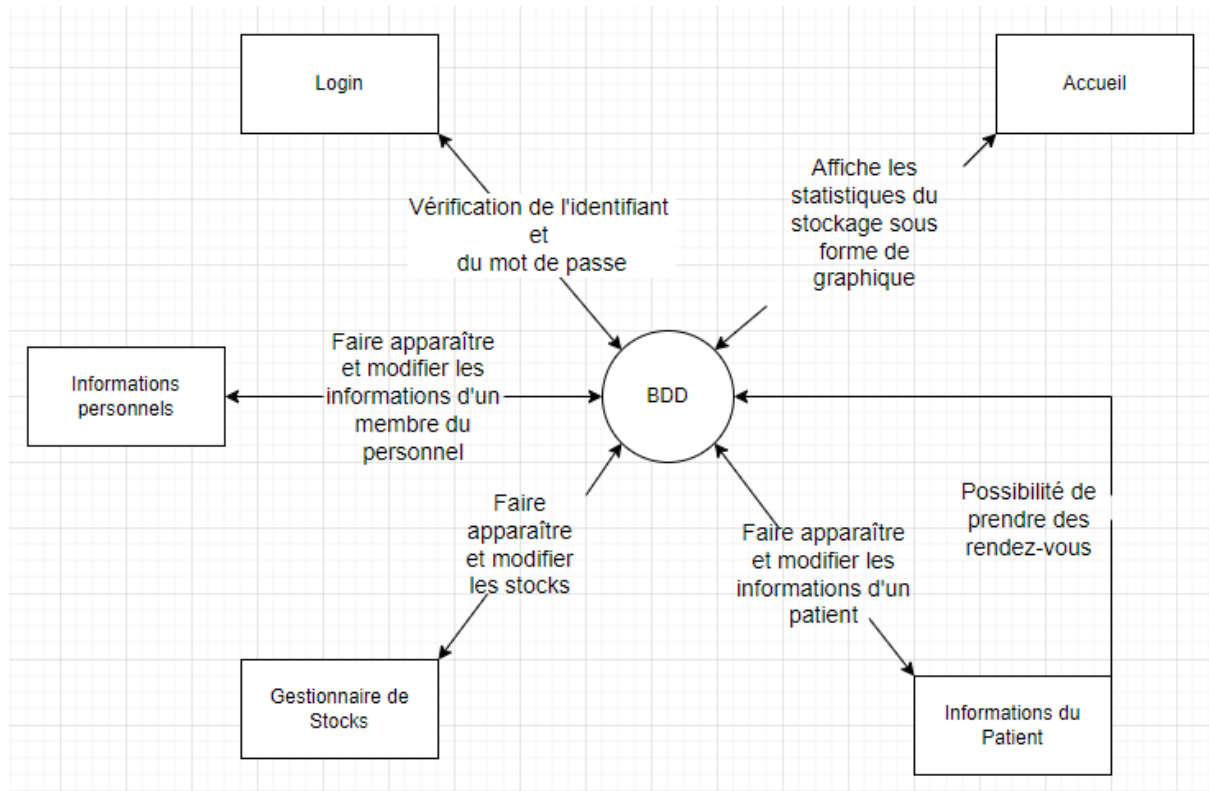 Login
Accueil
Vérification de l'identifiant
et
du mot de passe
Affiche les
statistiques du
stockage sous
forme de
graphique
Informations
personnels
Faire apparaître
et modifier les
informations d'un
membre du
personnel
BDD
Faire
apparaître
et modifier
les stocks
Faire apparaître
et modifier les
informations d'un
patient
Possibilité de
prendre des
rendez-vous
Gestionnaire de
Stocks
Informations du
Patient